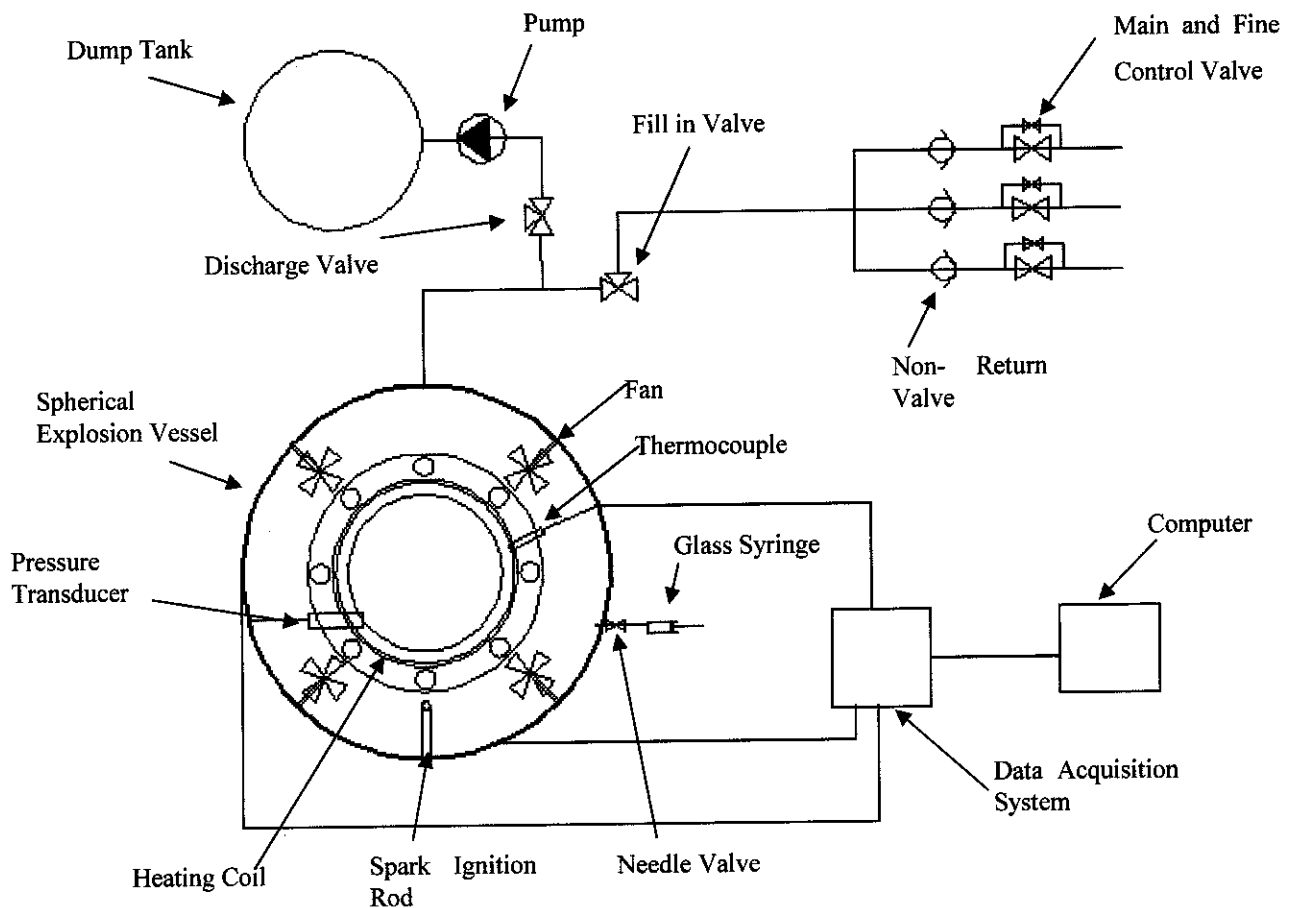 Pump
Main and Fine
Control Valve
Dump Tank
Fill in Valve
Discharge Valve
Non- Return
Valve
Fan
Spherical
Explosion Vessel
Thermocouple
Computer
Glass Syringe
Pressure
Transducer
Data Acquisition
System
Heating Coil
Spark Ignition
Rod
Needle Valve